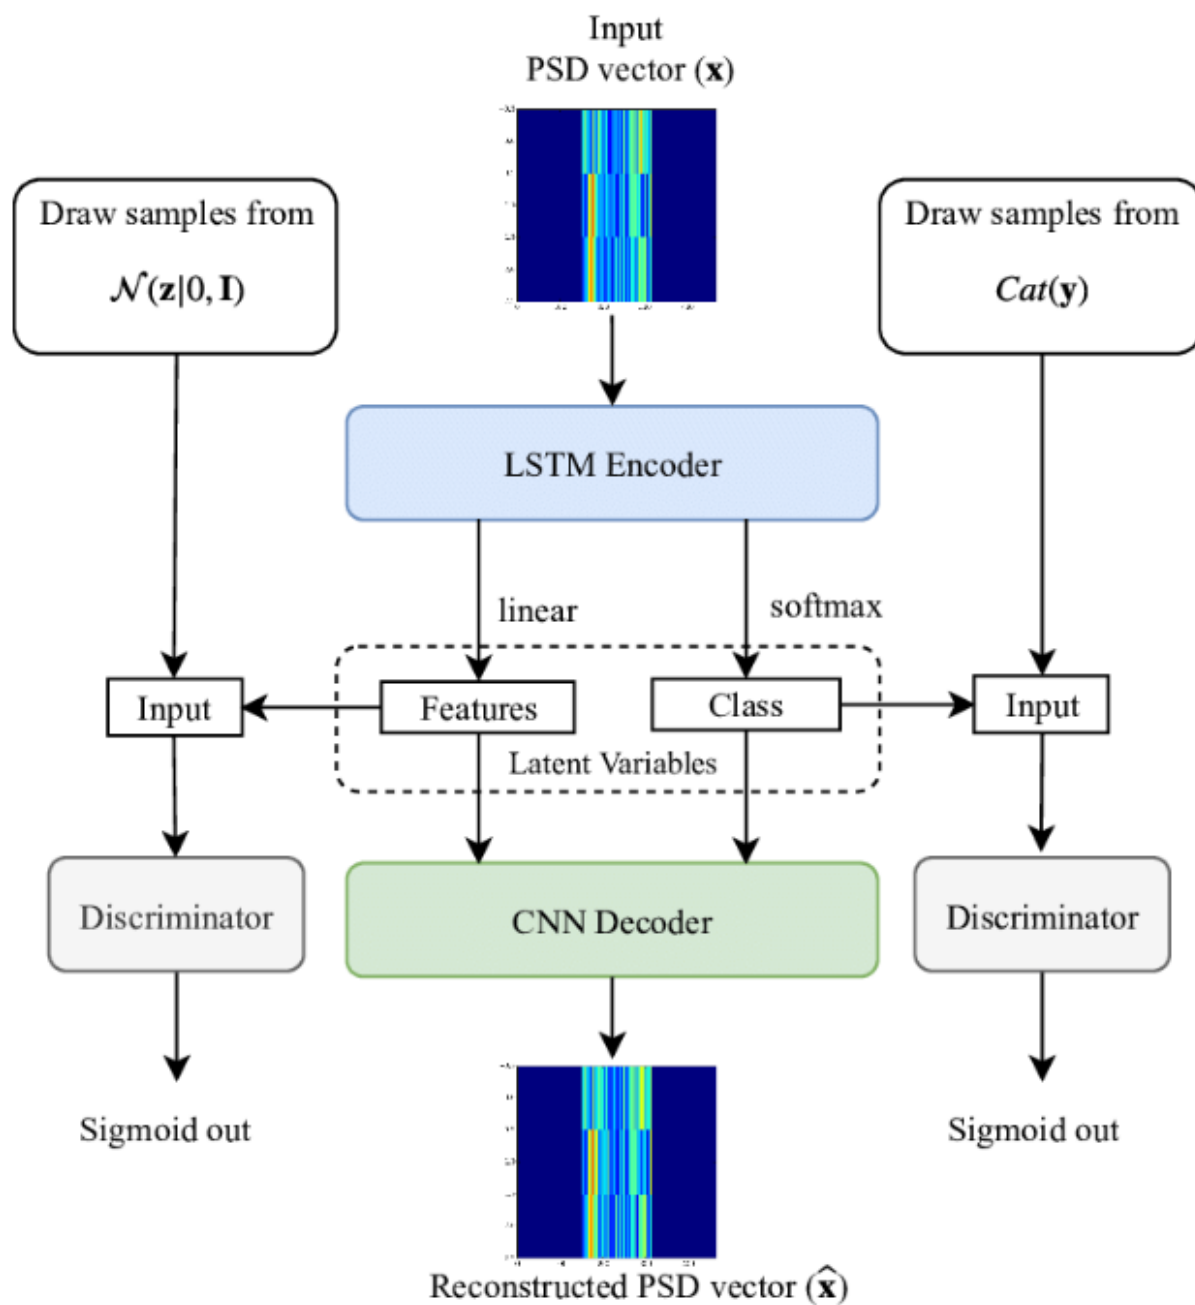 Input
PSD vector (x)
Draw samples from
𝒩(z|0, I)
Draw samples from
Cat(y)
LSTM Encoder
linear
softmax
Input
Features
Class
Input
Latent Variables
Discriminator
CNN Decoder
Discriminator
Sigmoid out
Sigmoid out
Reconstructed PSD vector (x̂)